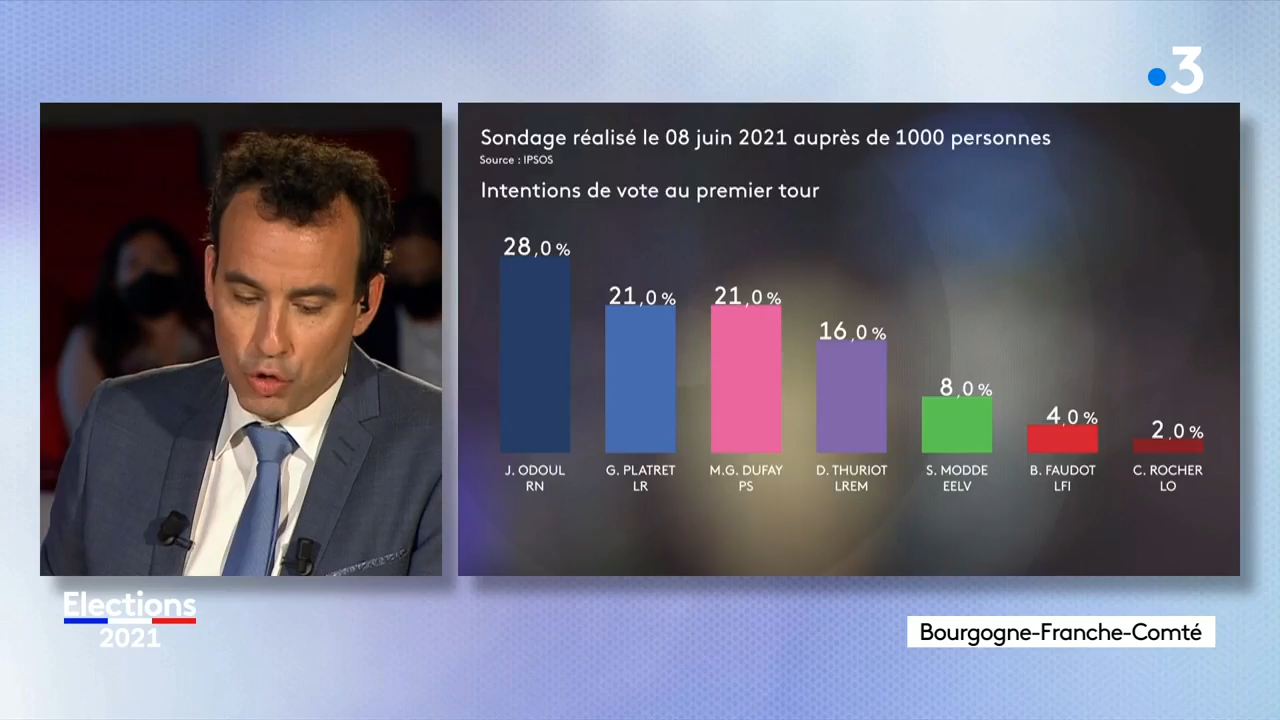 3
Sondage réalisé le 08 juin 2021 auprès de 1000 personnes
Source : IPSOS
Intentions de vote au premier tour
28,0 %
21,0 %
21,0 %
16,0 %
8,0 %
4,0 %
2,0 %
J. ODOUL
RN
G. PLATRET
LR
M.G. DUFAY
PS
D. THURIOT
LREM
S. MODDE
EELV
B. FAUDOT
LFI
C. ROCHER
LO
Elections
2021
Bourgogne-Franche-Comté